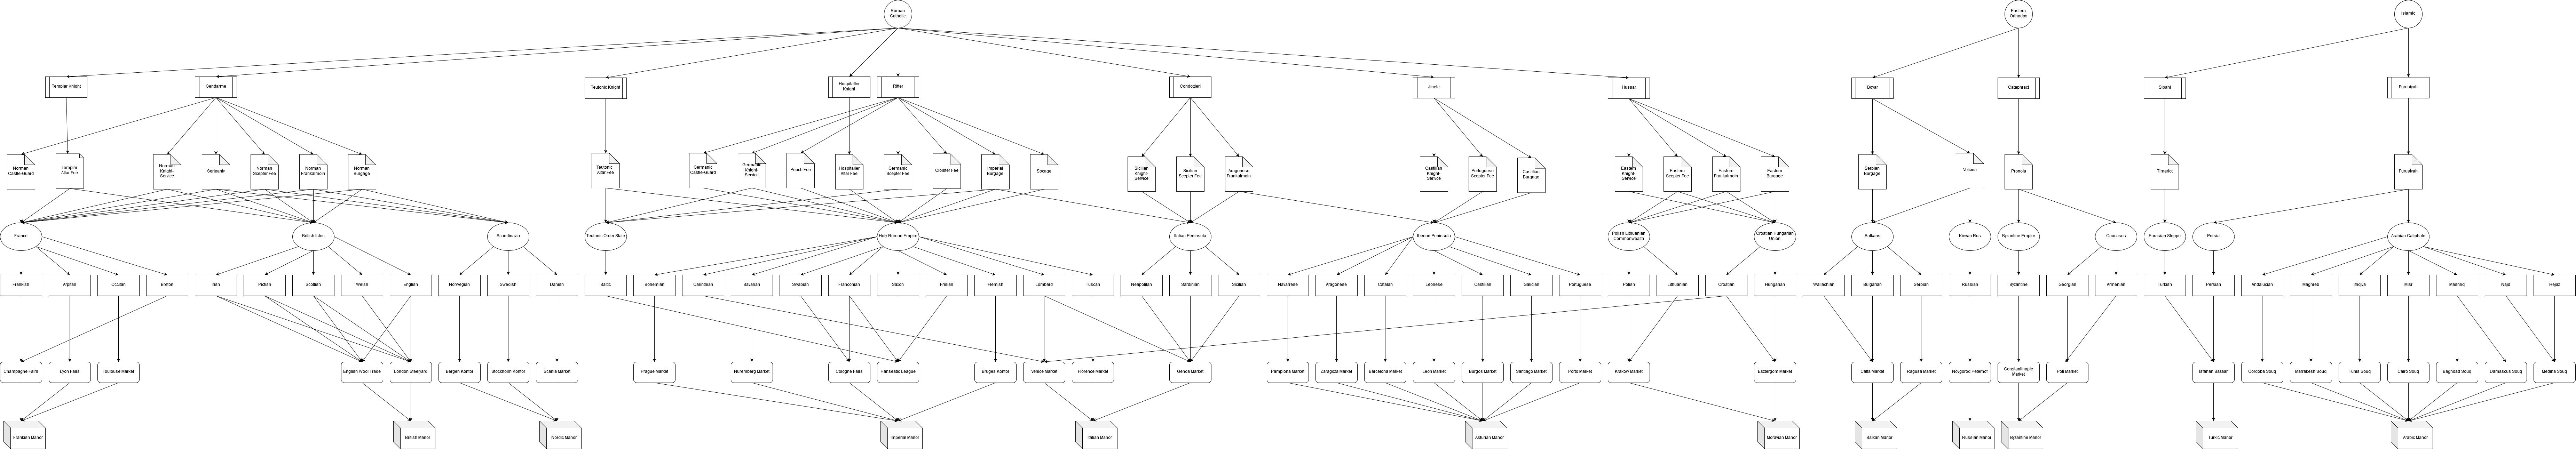 Roman
Catholic
Eastern
Orthodox
Islamic
Templar Knight
Gendarme
Teutonic Knight
Hospitaller
Knight
Ritter
Condottieri
Jinete
Hussar
Boyar
Cataphract
Sipahi
Furusiyah
Norman
Castle-Guard
Templar
Altar Fee
Norman
Knight-
Service
Serjeanty
Norman
Scepter Fee
Norman
Frankalmoin
Norman
Burgage
Teutonic
Altar Fee
Germanic
Castle-Guard
Germanic
Knight-
Service
Pouch Fee
Hospitaller
Altar Fee
Germanic
Scepter Fee
Cloister Fee
Imperial
Burgage
Socage
Sicilian
Knight-
Service
Sicilian
Scepter Fee
Aragonese
Frankalmoin
Castilian
Knight-
Service
Portuguese
Scepter Fee
Castilian
Burgage
Eastern
Knight-
Service
Eastern
Scepter Fee
Eastern
Frankalmoin
Eastern
Burgage
Serbian
Burgage
Votcina
Pronoia
Timariot
Furusiyah
France
British Isles
Scandinavia
Teutonic Order State
Holy Roman Empire
Italian Peninsula
Iberian Peninsula
Polish Lithuanian
Commonwealth
Croatian Hungarian
Union
Balkans
Kievan Rus
Byzantine Empire
Caucasus
Eurasian Steppe
Persia
Arabian Caliphate
Frankish
Arpitan
Occitan
Breton
Irish
Pictish
Scottish
Welsh
English
Norwegian
Swedish
Danish
Baltic
Bohemian
Carinthian
Bavarian
Swabian
Franconian
Saxon
Frisian
Flemish
Lombard
Tuscan
Neapolitan
Sardinian
Sicilian
Navarrese
Aragonese
Catalan
Leonese
Castilian
Galician
Portuguese
Polish
Lithuanian
Croatian
Hungarian
Wallachian
Bulgarian
Serbian
Russian
Byzantine
Georgian
Armenian
Turkish
Persian
Andalucian
Maghreb
Ifriqiya
Misr
Mashriq
Najd
Hejaz
Champagne Fairs
Lyon Fairs
Toulouse Market
English Wool Trade
London Steelyard
Bergen Kontor
Stockholm Kontor
Scania Market
Prague Market
Nuremberg Market
Cologne Fairs
Hanseatic League
Bruges Kontor
Venice Market
Florence Market
Genoa Market
Pamplona Market
Zaragoza Market
Barcelona Market
Leon Market
Burgos Market
Santiago Market
Porto Market
Krakow Market
Esztergom Market
Caffa Market
Ragusa Market
Novgorod Peterhof
Constantinople
Market
Poti Market
Isfahan Bazaar
Cordoba Souq
Marrakesh Souq
Tunis Souq
Cairo Souq
Baghdad Souq
Damascus Souq
Medina Souq
Frankish Manor
British Manor
Nordic Manor
Imperial Manor
Italian Manor
Asturian Manor
Moravian Manor
Balkan Manor
Russian Manor
Byzantine Manor
Turkic Manor
Arabic Manor